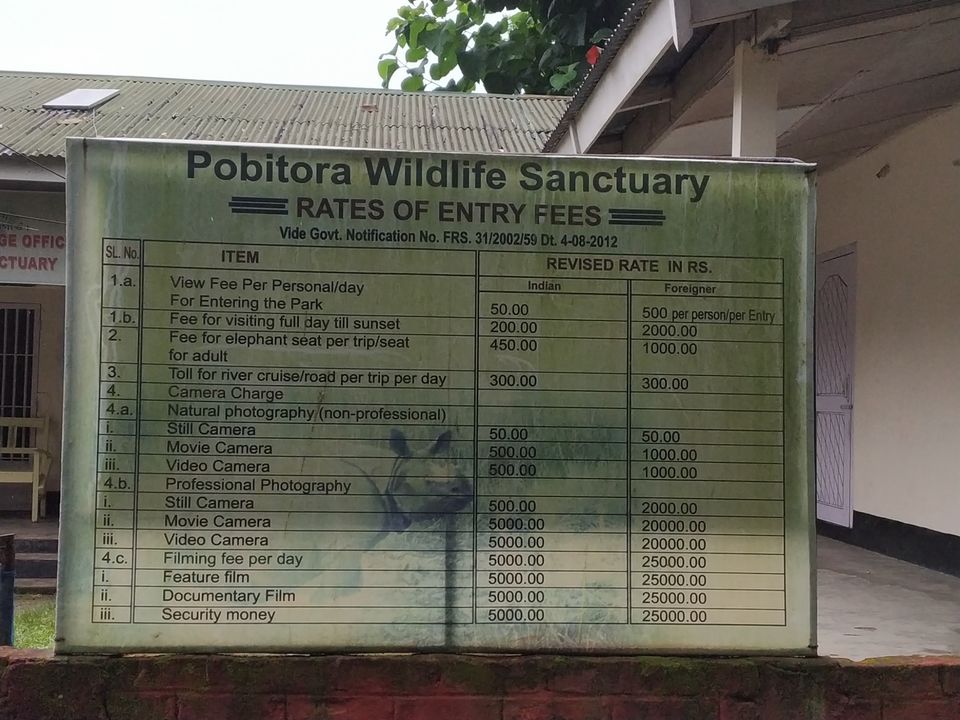 Pobitora Wildlife Sanctuary
RATES OF ENTRY FEES
Vide Govt. Notification No. FRS. 31/2002/59 Dt. 4-08-2012
SL. No. ITEM REVISED RATE IN RS.
Indian Foreigner
1.a. View Fee Per Personal/day
For Entering the Park 50.00 500 per person/per Entry
1.b. Fee for visiting full day till sunset 200.00 2000.00
2. Fee for elephant seat per trip/seat 450.00 1000.00
for adult
3. Toll for river cruise/road per trip per day 300.00 300.00
4. Camera Charge
4.a. Natural photography (non-professional)
i. Still Camera 50.00 50.00
ii. Movie Camera 500.00 1000.00
iii. Video Camera 500.00 1000.00
4.b. Professional Photography
i. Still Camera 500.00 2000.00
ii. Movie Camera 5000.00 20000.00
iii. Video Camera 5000.00 20000.00
4.c. Filming fee per day 5000.00 25000.00
i. Feature film 5000.00 25000.00
ii. Documentary Film 5000.00 25000.00
iii. Security money 5000.00 25000.00
GE OFFIC
CTUARY